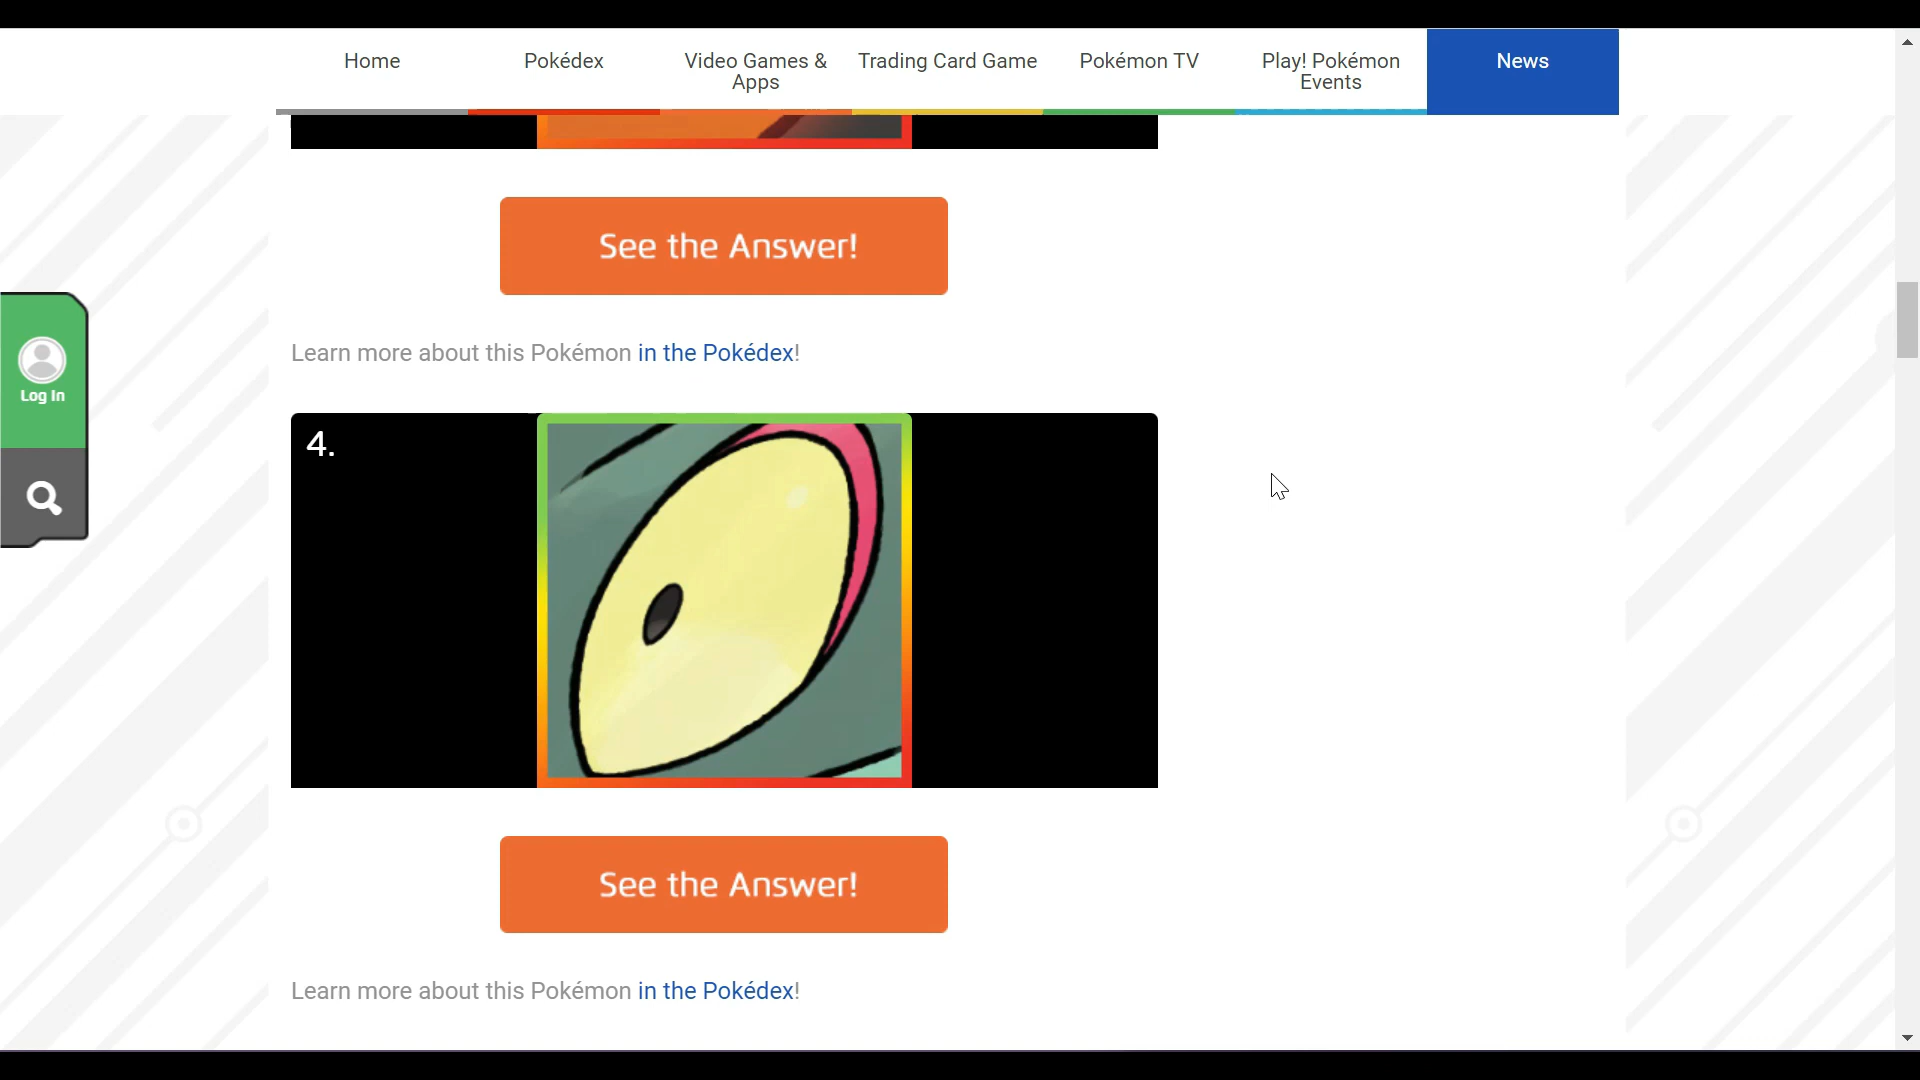 Home
Pokédex
Video Games &
Apps
Trading Card Game
Pokémon TV
Play! Pokémon
Events
News
See the Answer!
Learn more about this Pokémon in the Pokédex!
Log In
4.
See the Answer!
Learn more about this Pokémon in the Pokédex!